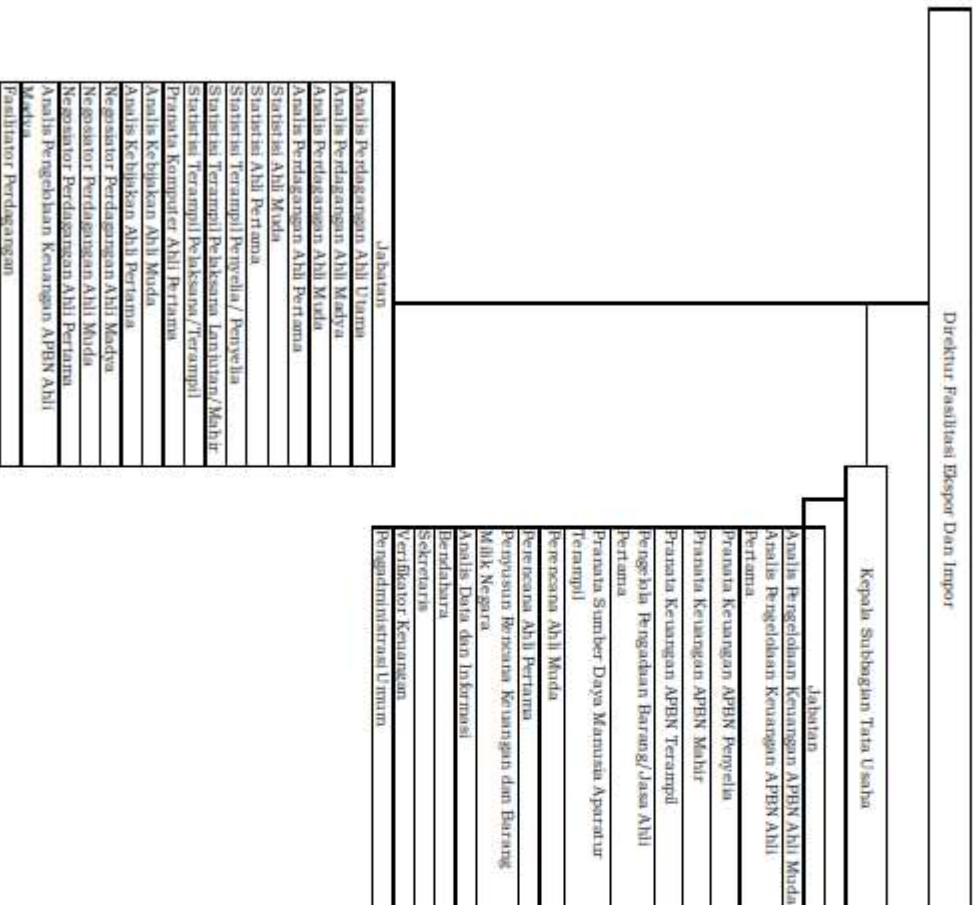 Direktur Fasilitasi Ekspor Dan Impor
Kepala Subbagian Tata Usaha
Jabatan
Analis Pengelolaan Keuangan APBN Ahli Muda
Analis Pengelolaan Keuangan APBN Ahli
Pertama
Pranata Keuangan APBN Penyelia
Pranata Keuangan APBN Mahir
Pranata Keuangan APBN Terampil
Pengelola Pengadaan Barang/Jasa Ahli
Pertama
Pranata Sumber Daya Manusia Aparatur
Terampil
Perencana Ahli Muda
Perencana Ahli Pertama
Penyusun Rencana Keuangan dan Barang
Milik Negara
Analis Data dan Informasi
Bendahara
Sekretaris
Verifikator Keuangan
Pengadministrasi Umum
Jabatan
Analis Perdagangan Ahli Utama
Analis Perdagangan Ahli Madya
Analis Perdagangan Ahli Muda
Analis Perdagangan Ahli Pertama
Statistisi Ahli Muda
Statistisi Ahli Pertama
Statistisi Terampil Penyelia/ Penyelia
Statistisi Terampil Pelaksana Lanjutan/Mahir
Statistisi Terampil Pelaksana/Terampil
Pranata Komputer Ahli Pertama
Analis Kebijakan Ahli Muda
Analis Kebijakan Ahli Pertama
Negosiator Perdagangan Ahli Madya
Negosiator Perdagangan Ahli Muda
Negosiator Perdagangan Ahli Pertama
Analis Pengelolaan Keuangan APBN Ahli
Madya
Fasilitator Perdagangan